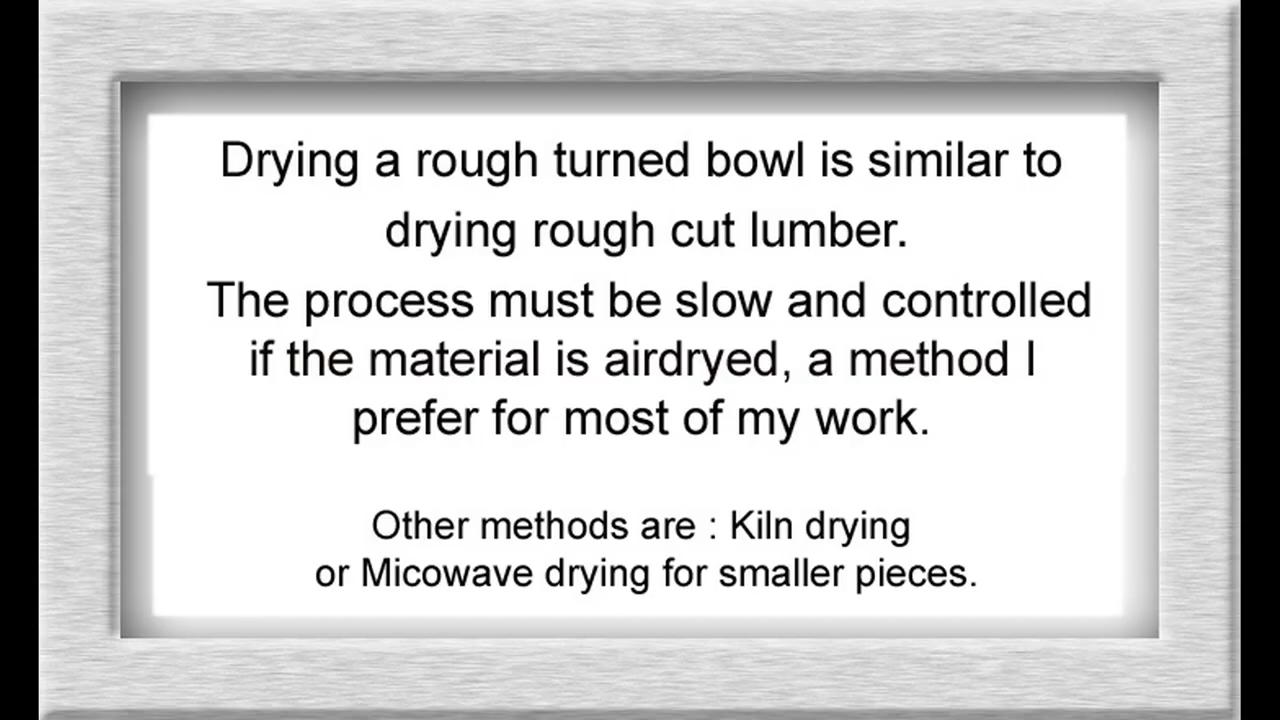 Drying a rough turned bowl is similar to
drying rough cut lumber.
The process must be slow and controlled
if the material is airdryed, a method I
prefer for most of my work.
Other methods are : Kiln drying
or Micowave drying for smaller pieces.